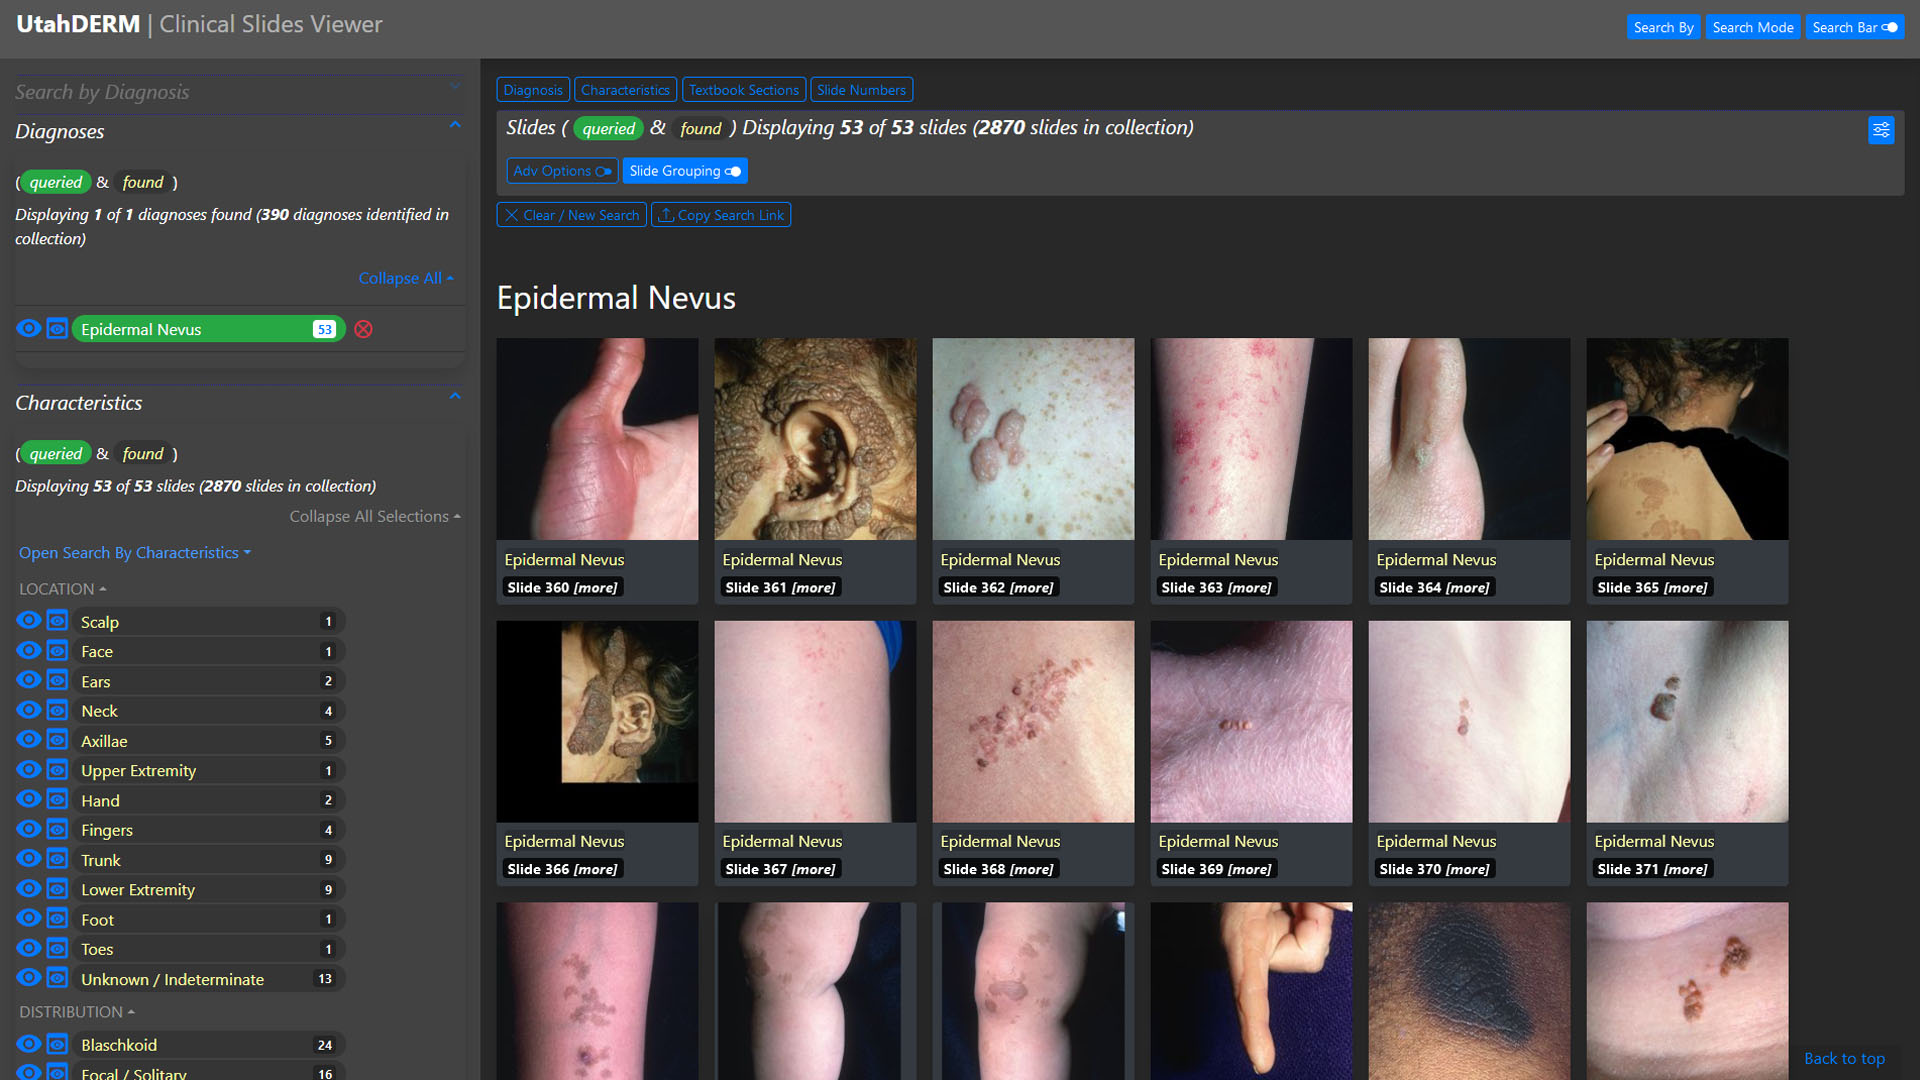 UtahDERM | Clinical Slides Viewer
Search By
Search Mode
Search Bar
Search by Diagnosis
Diagnoses
( queried & found )
Displaying 1 of 1 diagnoses found (390 diagnoses identified in
collection)
Collapse All
Epidermal Nevus 53
Characteristics
( queried & found )
Displaying 53 of 53 slides (2870 slides in collection)
Collapse All Selections
Open Search By Characteristics
LOCATION
Scalp 1
Face 1
Ears 2
Neck 4
Axillae 5
Upper Extremity 1
Hand 2
Fingers 4
Trunk 9
Lower Extremity 9
Foot 1
Toes 1
Unknown / Indeterminate 13
DISTRIBUTION
Blaschkoid 24
Focal / Solitary 16
Diagnosis
Characteristics
Textbook Sections
Slide Numbers
Slides ( queried & found ) Displaying 53 of 53 slides (2870 slides in collection)
Adv Options
Slide Grouping
Clear / New Search
Copy Search Link
Epidermal Nevus
Epidermal Nevus
Slide 360 [more]
Epidermal Nevus
Slide 361 [more]
Epidermal Nevus
Slide 362 [more]
Epidermal Nevus
Slide 363 [more]
Epidermal Nevus
Slide 364 [more]
Epidermal Nevus
Slide 365 [more]
Epidermal Nevus
Slide 366 [more]
Epidermal Nevus
Slide 367 [more]
Epidermal Nevus
Slide 368 [more]
Epidermal Nevus
Slide 369 [more]
Epidermal Nevus
Slide 370 [more]
Epidermal Nevus
Slide 371 [more]
Back to top